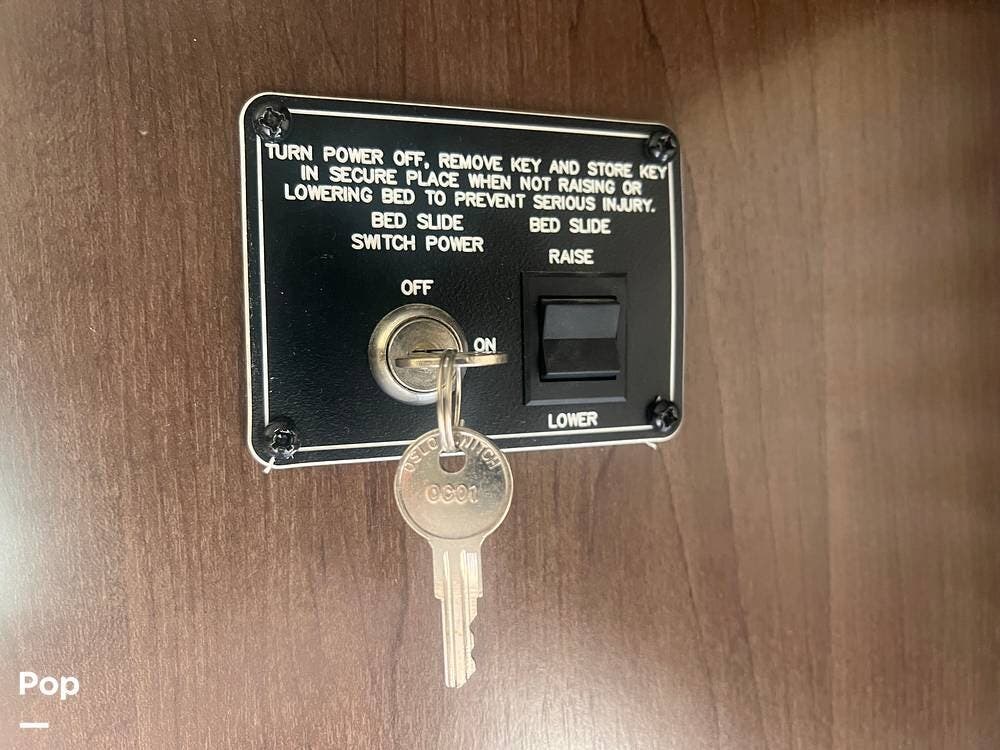 TURN POWER OFF, REMOVE KEY AND STORE KEY
IN SECURE PLACE WHEN NOT RAISING OR
LOWERING BED TO PREVENT SERIOUS INJURY.
BED SLIDE
SWITCH POWER
BED SLIDE
RAISE
OFF
ON
LOWER
OSLO
Pop